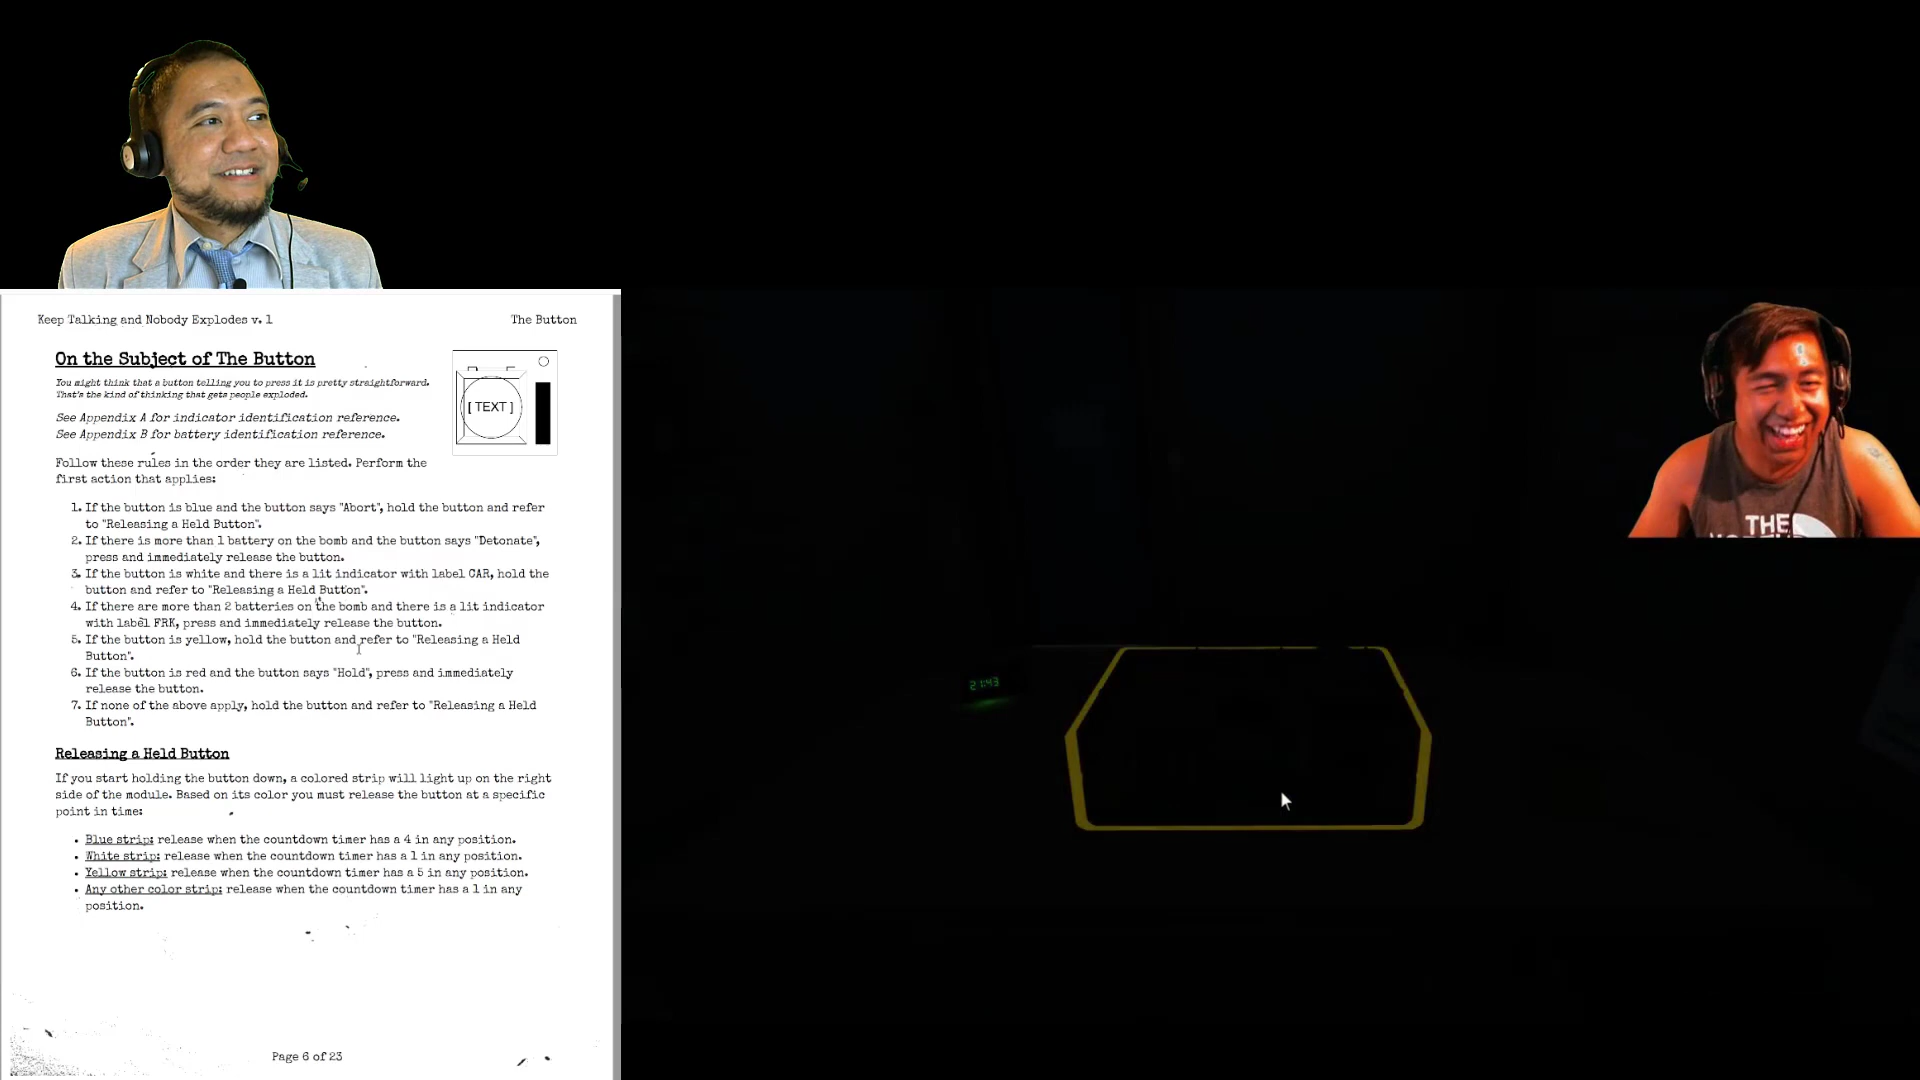 Keep Talking and Nobody Explodes v. 1
The Button
On the Subject of The Button
You might think that a button telling you to press it is pretty straightforward.
That's the kind of thinking that gets people exploded.
See Appendix A for indicator identification reference.
See Appendix B for battery identification reference.
[ TEXT ]
Follow these rules in the order they are listed. Perform the
first action that applies:
1. If the button is blue and the button says "Abort", hold the button and refer
to "Releasing a Held Button".
2. If there is more than 1 battery on the bomb and the button says "Detonate",
press and immediately release the button.
3. If the button is white and there is a lit indicator with label CAR, hold the
button and refer to "Releasing a Held Button".
4. If there are more than 2 batteries on the bomb and there is a lit indicator
with label FRK, press and immediately release the button.
5. If the button is yellow, hold the button and refer to "Releasing a Held
Button".
6. If the button is red and the button says "Hold", press and immediately
release the button.
7. If none of the above apply, hold the button and refer to "Releasing a Held
Button".
Releasing a Held Button
If you start holding the button down, a colored strip will light up on the right
side of the module. Based on its color you must release the button at a specific
point in time:
• Blue strip: release when the countdown timer has a 4 in any position.
• White strip: release when the countdown timer has a 1 in any position.
• Yellow strip: release when the countdown timer has a 5 in any position.
• Any other color strip: release when the countdown timer has a 1 in any
position.
Page 6 of 23
21:43
THE